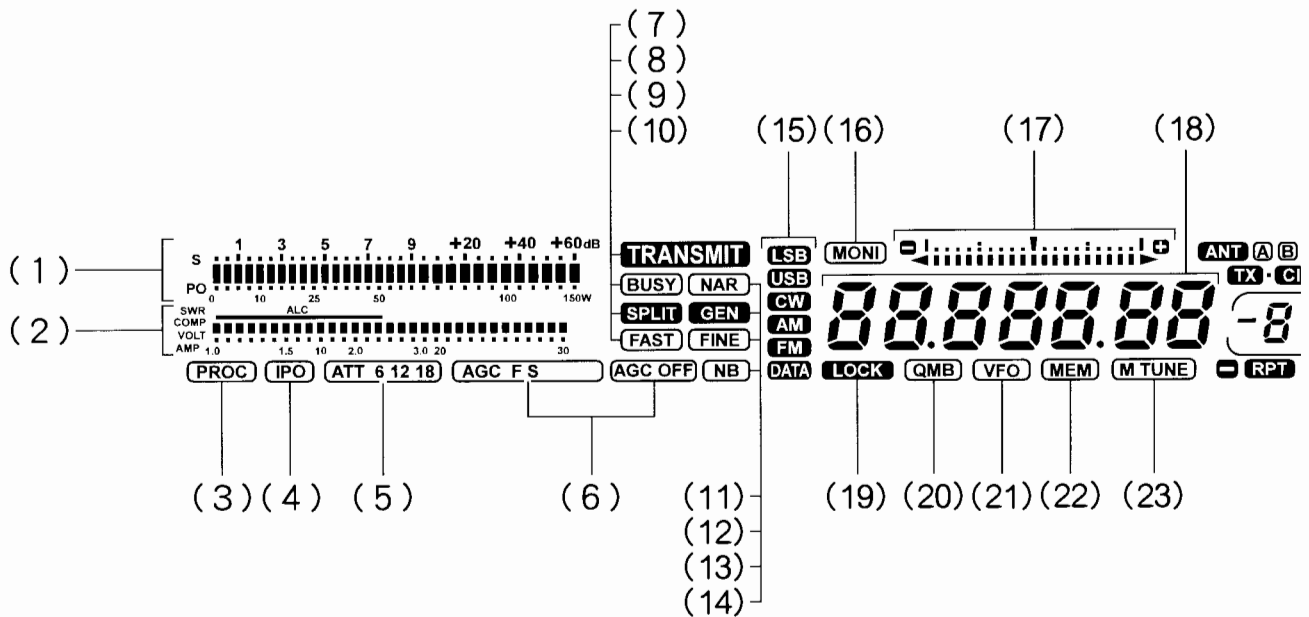 (7)
(8)
(9)
(10)
(15) (16) (17) (18)
1 3 5 7 9 +20 +40 +60dB
S
(1)
PO
0 10 25 50 100 150W
TRANSMIT
LSB
MONI
ANT A B
BUSY NAR
USB
TX
SWR
ALC
(2)
COMP
SPLIT GEN
CW
88.888.88
-8
VOLT
AM
AMP
1.0 1.5 10 2.0 3.0 20 30
FAST FINE
FM
PROC IPO ATT 6 12 18 AGC F S AGC OFF NB
DATA
LOCK QMB VFO MEM M TUNE
RPT
(3) (4) (5) (6)
(11)
(12)
(13)
(14)
(19) (20) (21) (22) (23)